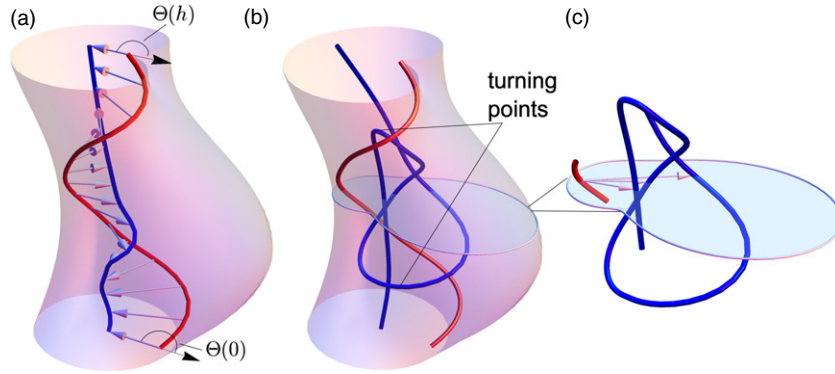 (a)
Θ(h)
Θ(0)
(b)
turning
points
(c)